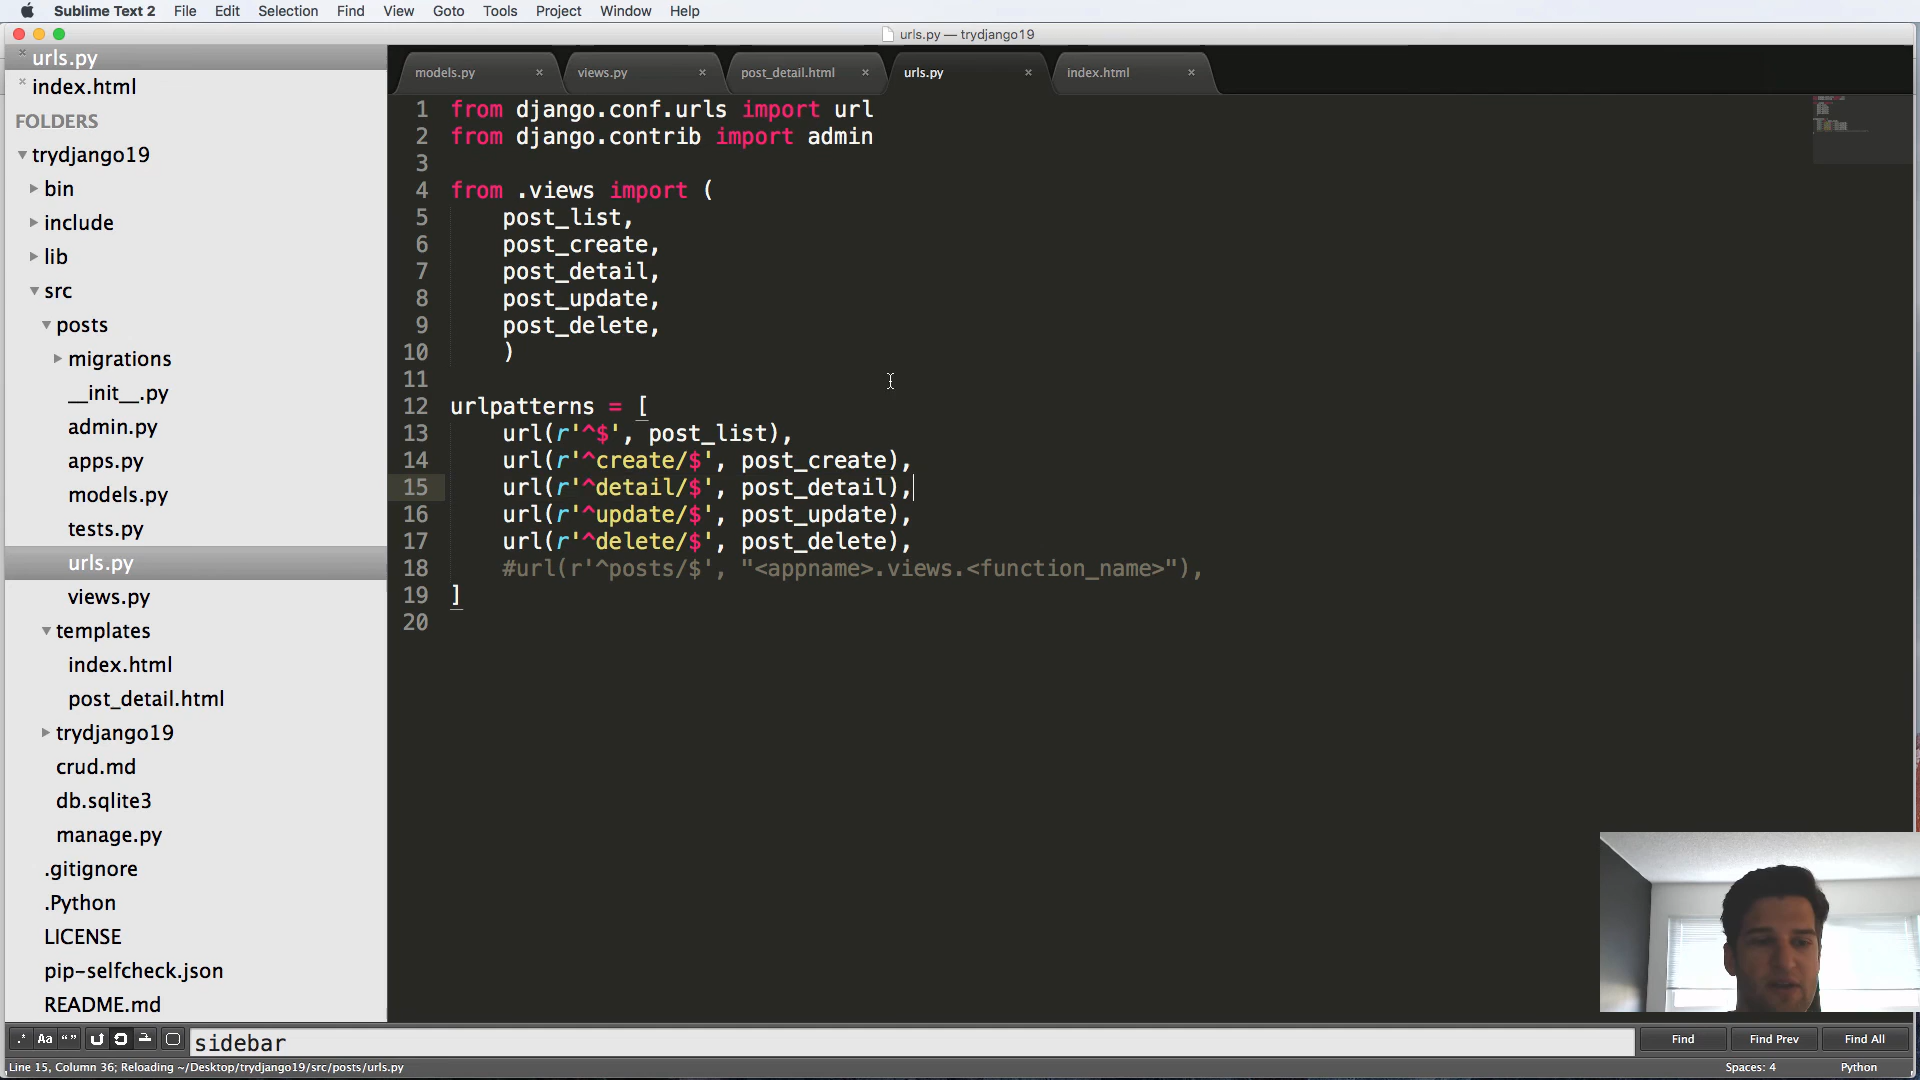 Sublime Text 2 File Edit Selection Find View Goto Tools Project Window Help
urls.py — trydjango19
urls.py
index.html
FOLDERS
trydjango19
bin
include
lib
src
posts
migrations
__init__.py
admin.py
apps.py
models.py
tests.py
urls.py
views.py
templates
index.html
post_detail.html
trydjango19
crud.md
db.sqlite3
manage.py
.gitignore
.Python
LICENSE
pip-selfcheck.json
README.md
models.py views.py post_detail.html urls.py index.html
1 from django.conf.urls import url
2 from django.contrib import admin
3
4 from .views import (
5 post_list,
6 post_create,
7 post_detail,
8 post_update,
9 post_delete,
10 )
11
12 urlpatterns = [
13 url(r'^$', post_list),
14 url(r'^create/$', post_create),
15 url(r'^detail/$', post_detail),
16 url(r'^update/$', post_update),
17 url(r'^delete/$', post_delete),
18 #url(r'^posts/$', "<appname>.views.<function_name>"),
19 ]
20
.* Aa “” sidebar Find Find Prev Find All
Line 15, Column 36; Reloading ~/Desktop/trydjango19/src/posts/urls.py Spaces: 4 Python